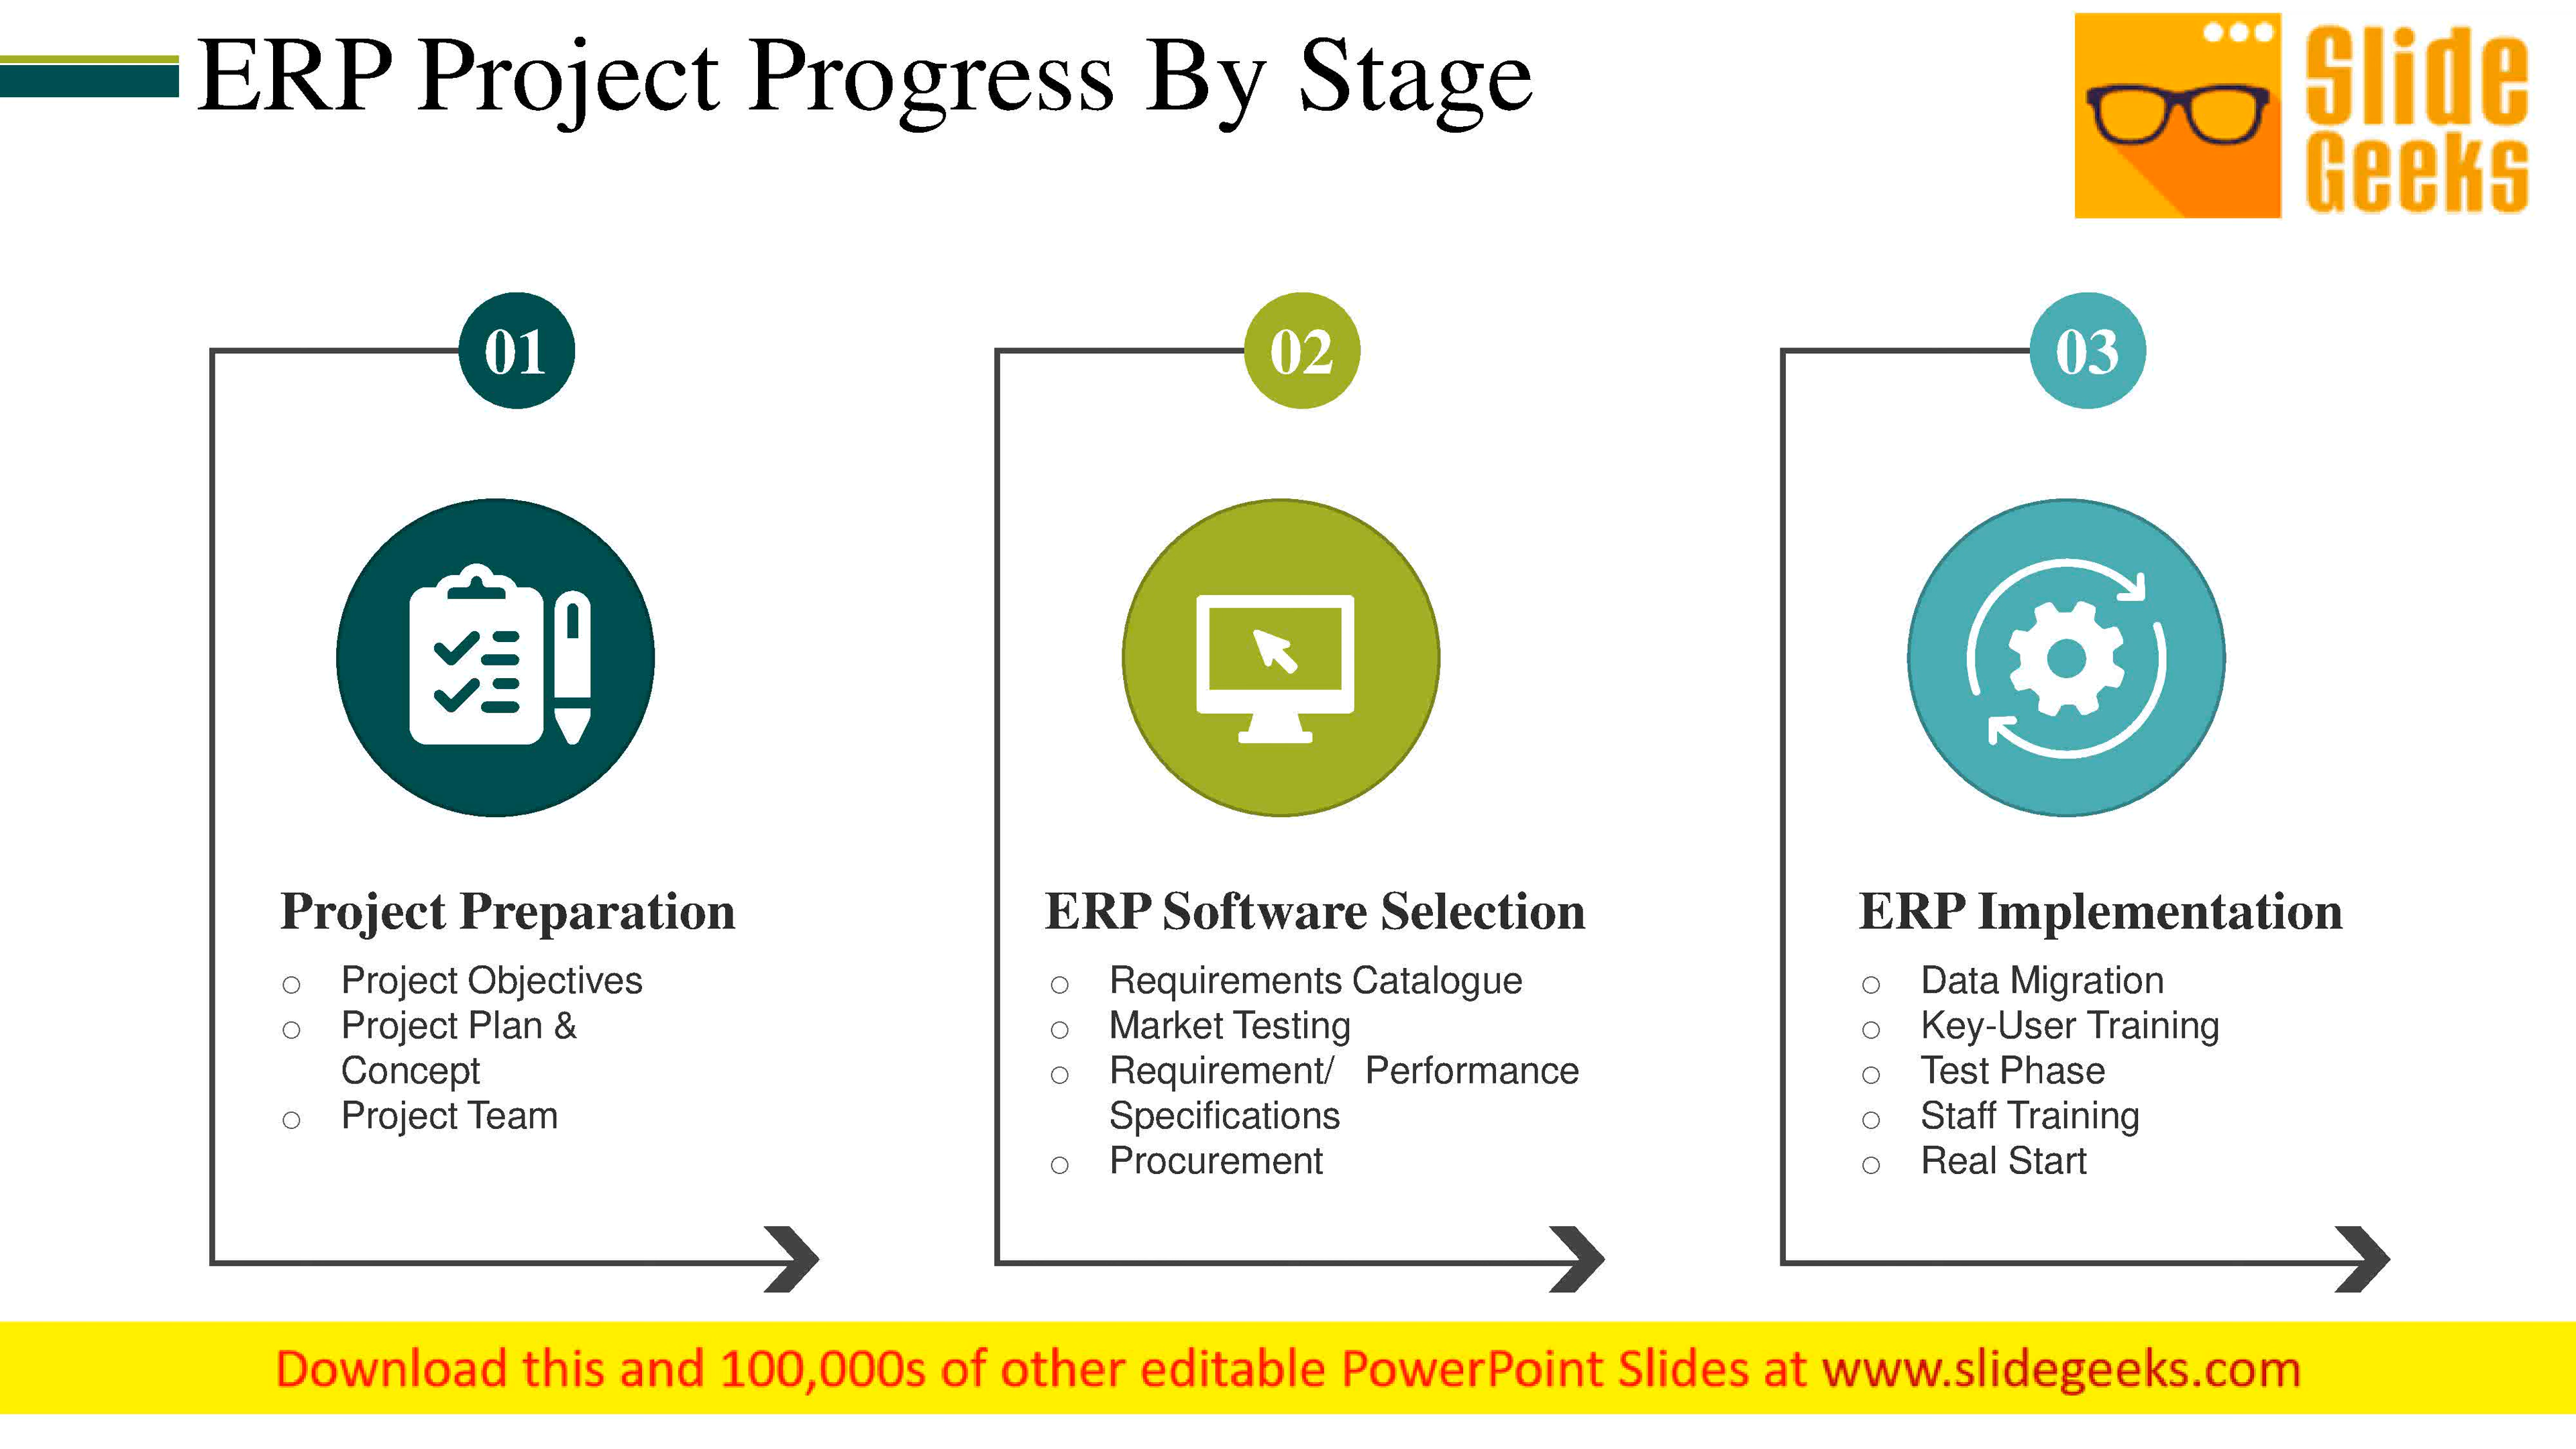 ERP Project Progress By Stage
Slide
Geeks
01
02
03
Project Preparation
Project Objectives
Project Plan &
Concept
Project Team
ERP Software Selection
Requirements Catalogue
Market Testing
Requirement/ Performance
Specifications
Procurement
ERP Implementation
Data Migration
Key-User Training
Test Phase
Staff Training
Real Start
Download this and 100,000s of other editable PowerPoint Slides at www.slidegeeks.com